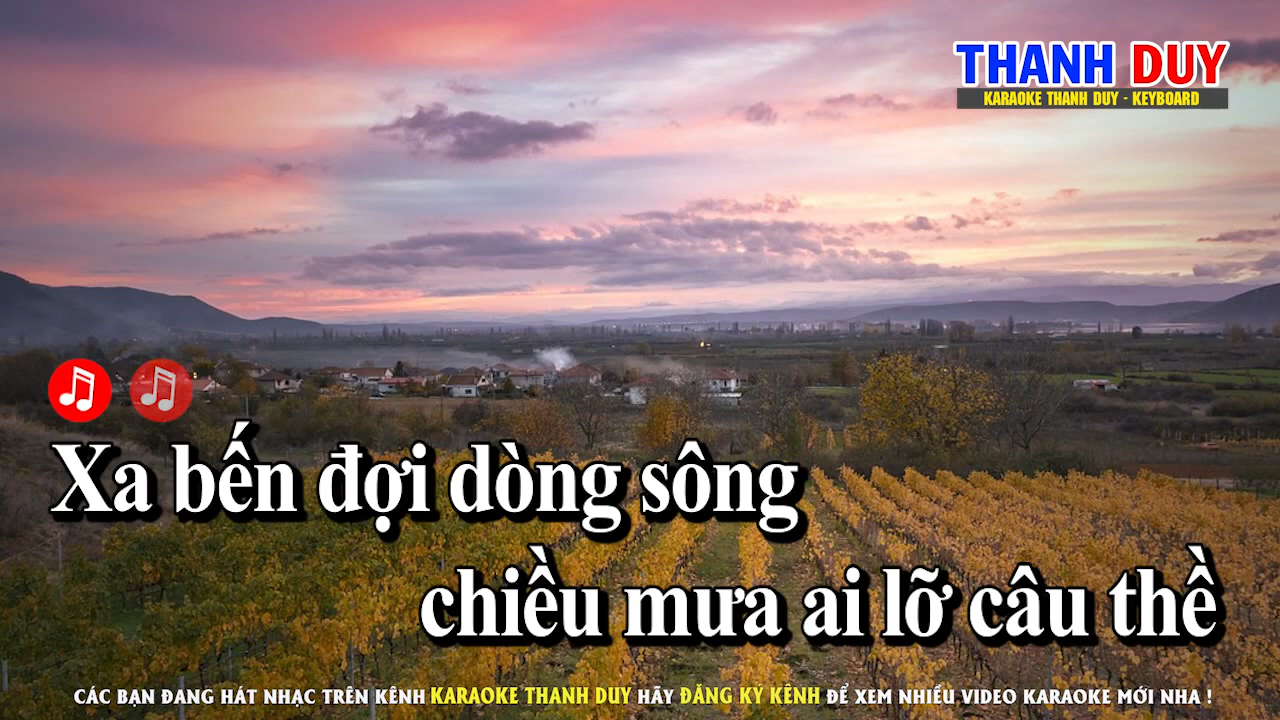 THANH DUY
KARAOKE THANH DUY - KEYBOARD
Xa bến đợi dòng sông
chiều mưa ai lỡ câu thề
CÁC BẠN ĐANG HÁT NHẠC TRÊN KÊNH KARAOKE THANH DUY HÃY ĐĂNG KÝ KÊNH ĐỂ XEM NHIỀU VIDEO KARAOKE MỚI NHA !